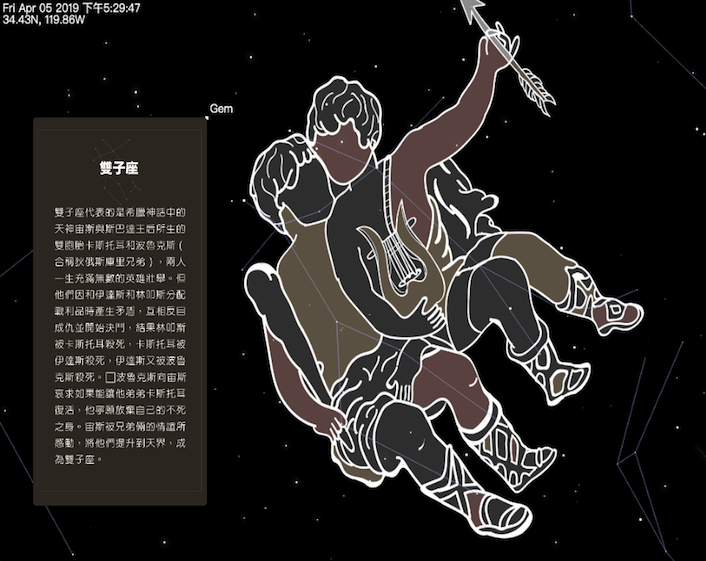 Fri Apr 05 2019 下午5:29:47
34.43N, 119.86W
Gem
雙子座
雙子座代表的是希臘神話中的
天神宙斯與斯巴達王后所生的
雙胞胎卡斯托耳和波魯克斯（
合稱狄俄斯庫里兄弟），兩人
一生充滿無數的英雄壯舉。但
他們因和伊達斯和林叩斯分配
戰利品時產生矛盾，互相反目
成仇並開始決鬥，結果林叩斯
被卡斯托耳殺死，卡斯托耳被
伊達斯殺死，伊達斯又被波魯
克斯殺死。□波魯克斯向宙斯
哀求如果能讓他弟弟卡斯托耳
復活，他寧願放棄自己的不死
之身。宙斯被兄弟倆的情誼所
感動，將他們提升到天界，成
為雙子座。